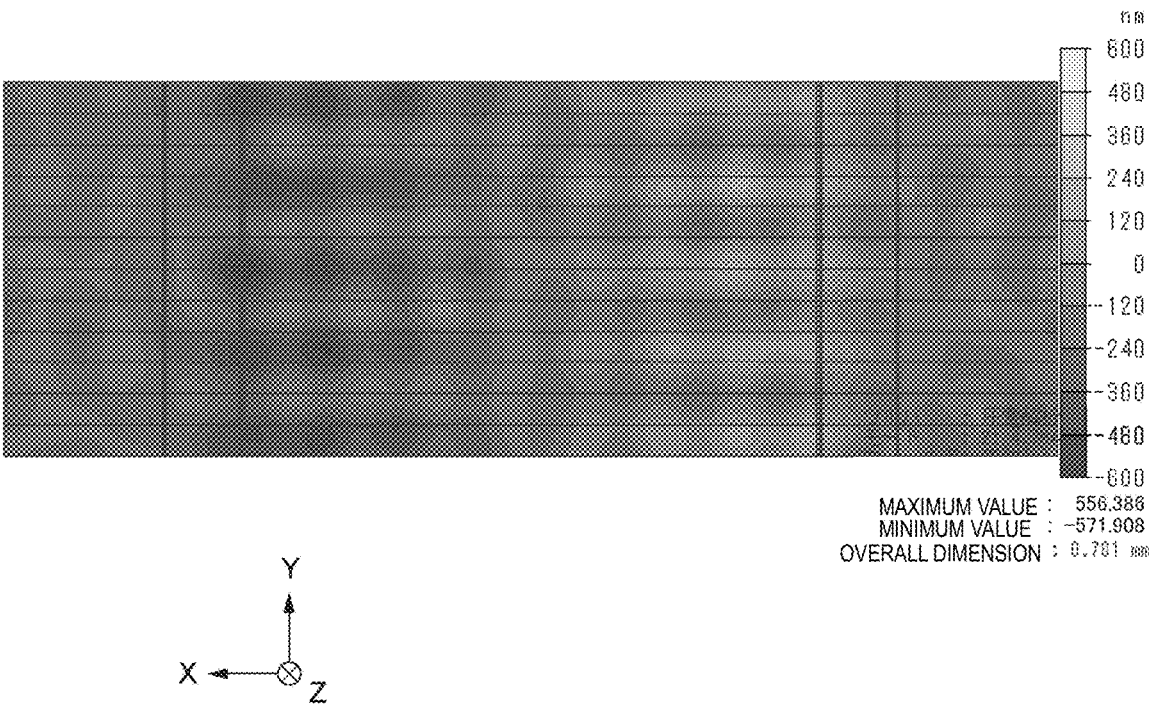 nm
600
480
360
240
120
0
-120
-240
-360
-480
-600
MAXIMUM VALUE : 556.386
MINIMUM VALUE : -571.908
OVERALL DIMENSION : 0.701 mm
Y
X
Z